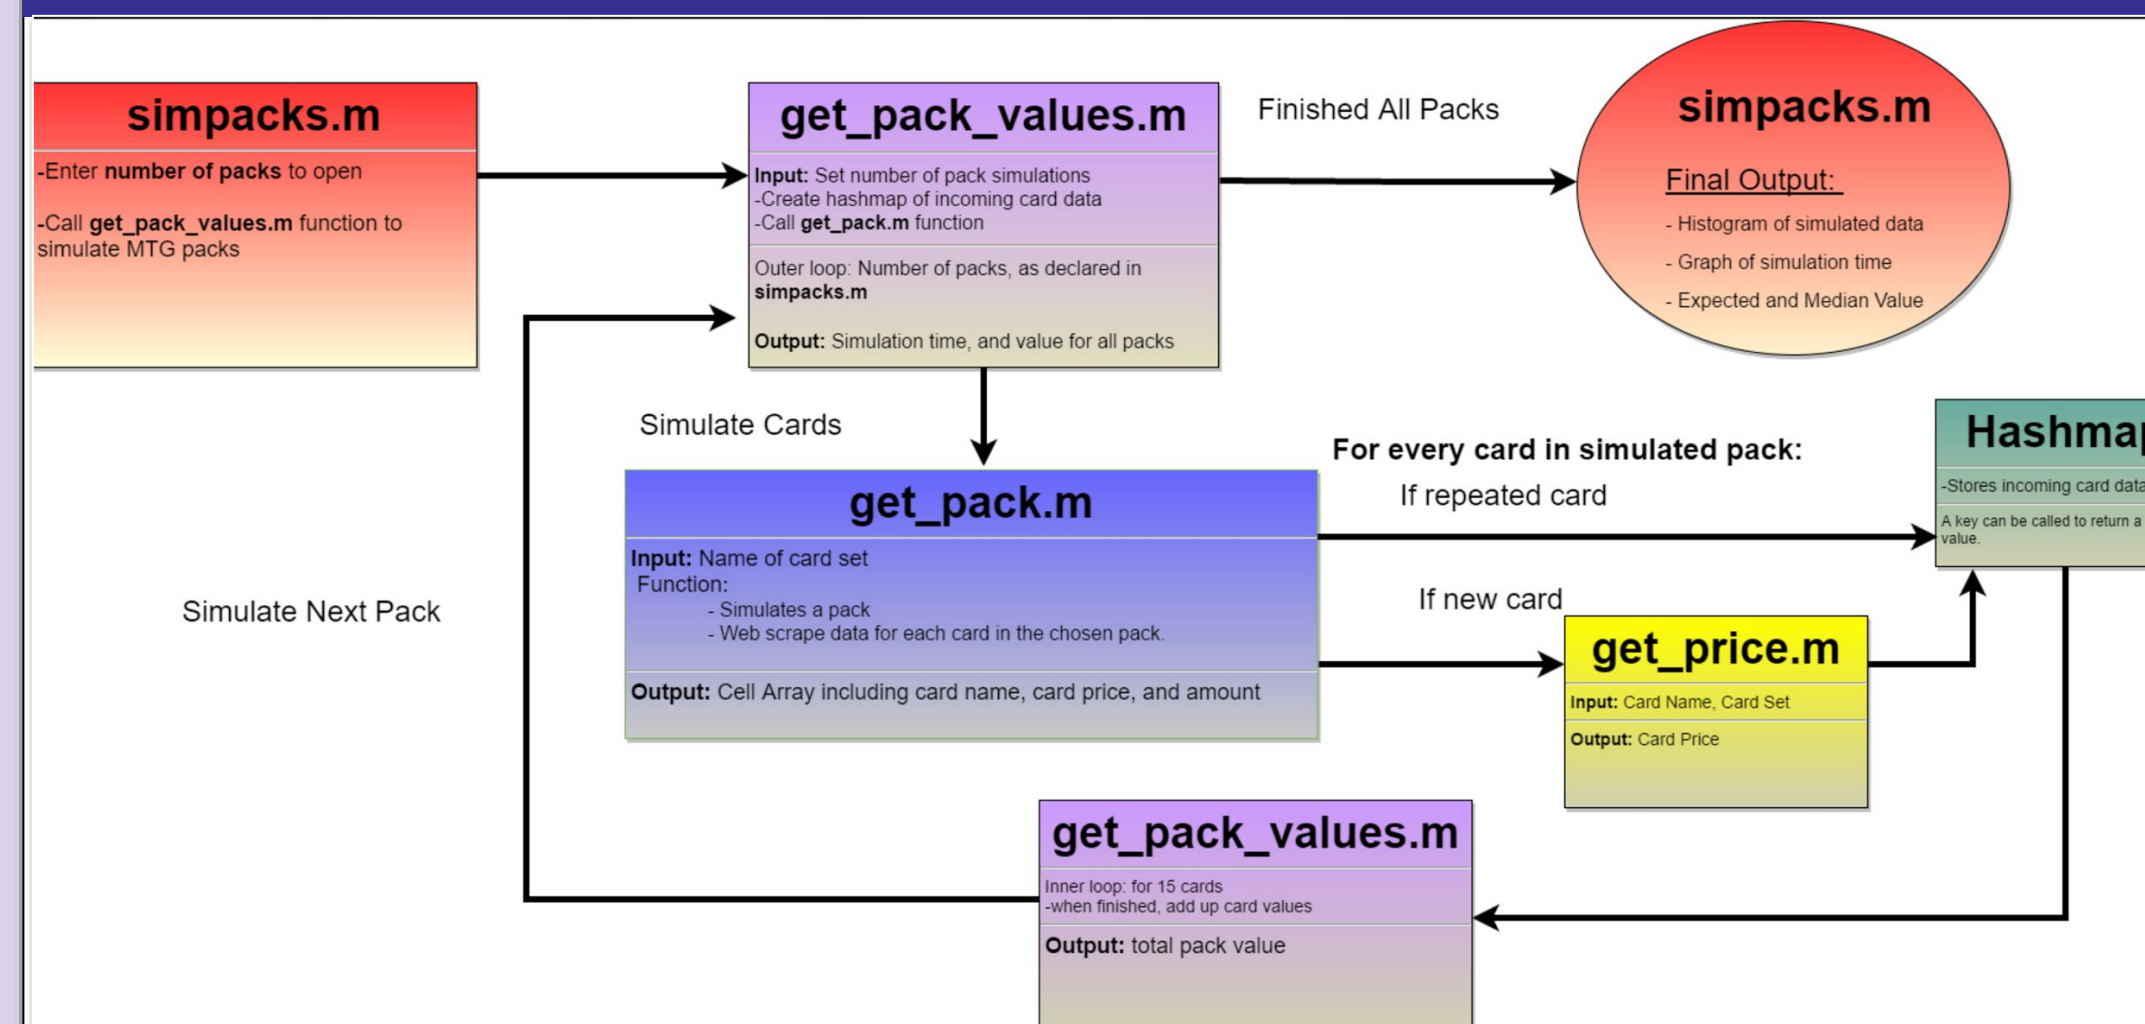 simpacks.m
-Enter number of packs to open
-Call get_pack_values.m function to
simulate MTG packs
get_pack_values.m
Input: Set number of pack simulations
-Create hashmap of incoming card data
-Call get_pack.m function
Outer loop: Number of packs, as declared in
simpacks.m
Output: Simulation time, and value for all packs
Finished All Packs
simpacks.m
Final Output:
- Histogram of simulated data
- Graph of simulation time
- Expected and Median Value
Simulate Cards
get_pack.m
Input: Name of card set
Function:
- Simulates a pack
- Web scrape data for each card in the chosen pack.
Output: Cell Array including card name, card price, and amount
For every card in simulated pack:
If repeated card
If new card
Hashmap
-Stores incoming card data
A key can be called to return a
value.
get_price.m
Input: Card Name, Card Set
Output: Card Price
get_pack_values.m
Inner loop: for 15 cards
-when finished, add up card values
Output: total pack value
Simulate Next Pack